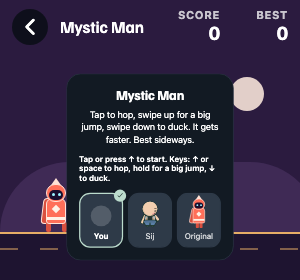 Mystic Man
SCORE
0
BEST
0
Mystic Man
Tap to hop, swipe up for a big
jump, swipe down to duck. It gets
faster. Best sideways.
Tap or press ↑ to start. Keys: ↑ or
space to hop, hold for a big jump, ↓
to duck.
You
Sij
Original